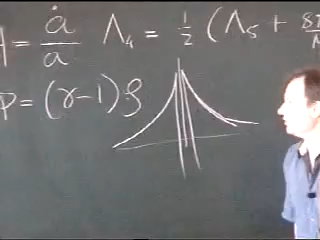 H = ȧ/a    Λ₄ = 1/2 (Λ₅ + 8π
P = (γ-1)ρ